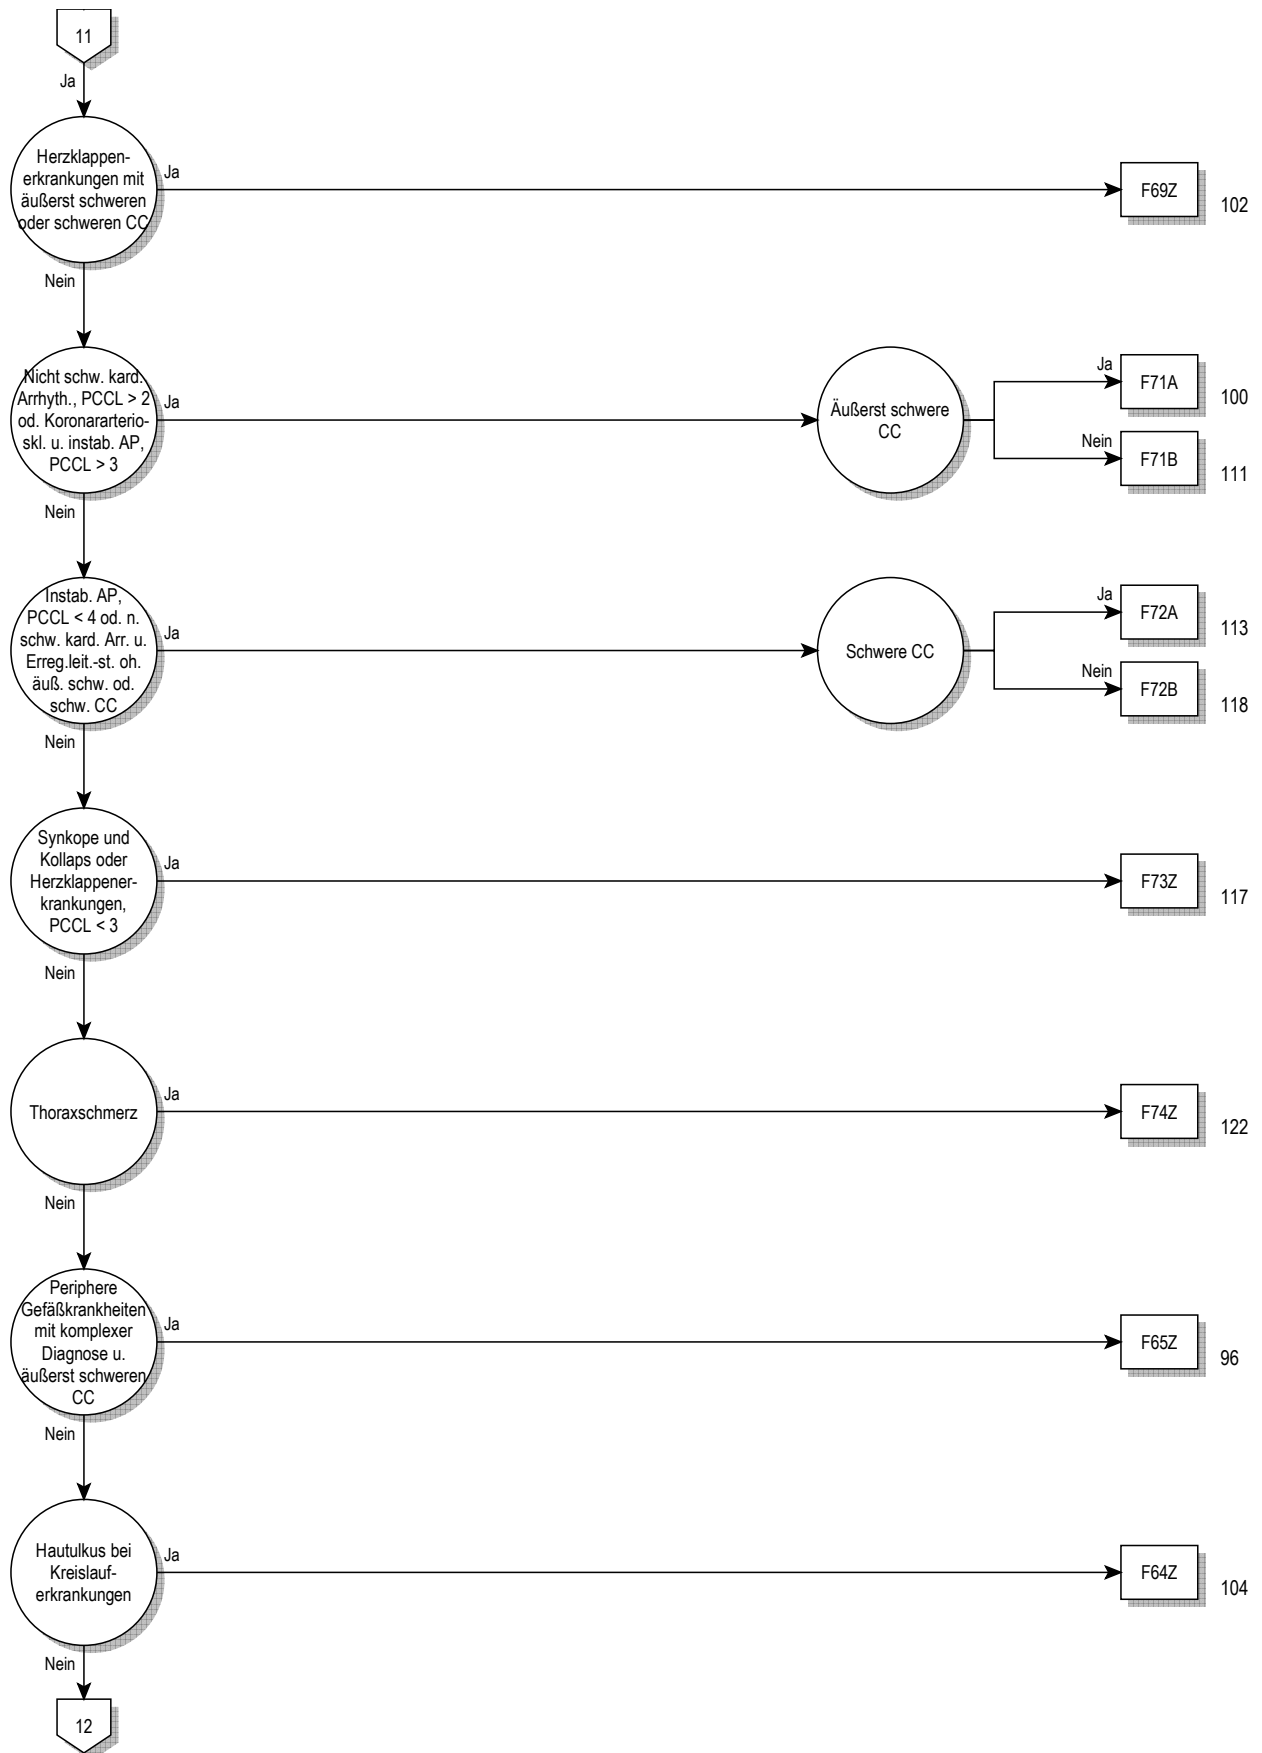 11
Ja
Herzklappen-
erkrankungen mit
äußerst schweren
oder schweren CC
Ja
F69Z
102
Nein
Nicht schw. kard.
Arrhyth., PCCL > 2
od. Koronararterio-
skl. u. instab. AP,
PCCL > 3
Ja
Äußerst schwere
CC
Ja
F71A
100
Nein
F71B
111
Nein
Instab. AP,
PCCL < 4 od. n.
schw. kard. Arr. u.
Erreg.leit.-st. oh.
äuß. schw. od.
schw. CC
Ja
Schwere CC
Ja
F72A
113
Nein
F72B
118
Nein
Synkope und
Kollaps oder
Herzklappener-
krankungen,
PCCL < 3
Ja
F73Z
117
Nein
Thoraxschmerz
Ja
F74Z
122
Nein
Periphere
Gefäßkrankheiten
mit komplexer
Diagnose u.
äußerst schweren
CC
Ja
F65Z
96
Nein
Hautulkus bei
Kreislauf-
erkrankungen
Ja
F64Z
104
Nein
12